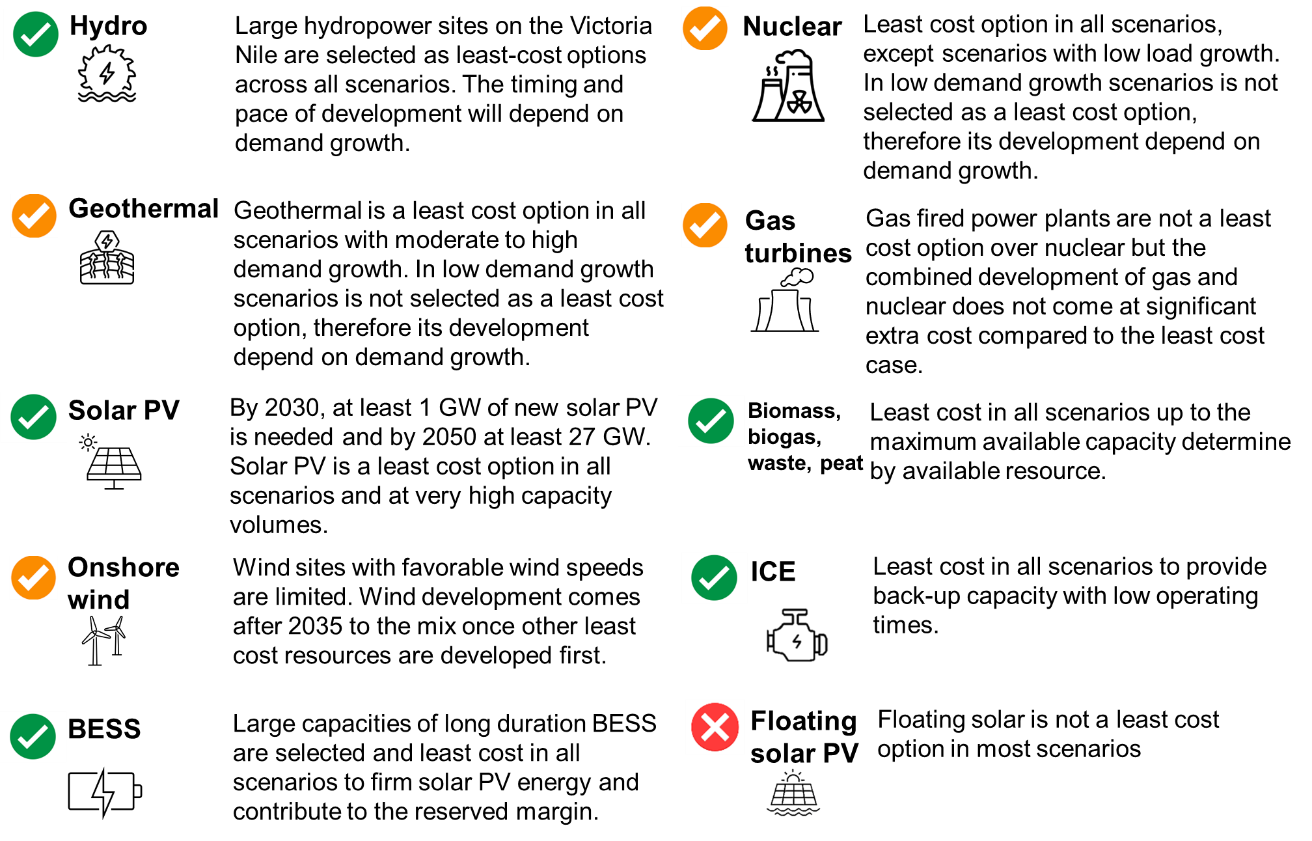 Hydro
Large hydropower sites on the Victoria
Nile are selected as least-cost options
across all scenarios. The timing and
pace of development will depend on
demand growth.
Geothermal
Geothermal is a least cost option in all
scenarios with moderate to high
demand growth. In low demand growth
scenarios is not selected as a least cost
option, therefore its development
depend on demand growth.
Solar PV
By 2030, at least 1 GW of new solar PV
is needed and by 2050 at least 27 GW.
Solar PV is a least cost option in all
scenarios and at very high capacity
volumes.
Onshore
wind
Wind sites with favorable wind speeds
are limited. Wind development comes
after 2035 to the mix once other least
cost resources are developed first.
BESS
Large capacities of long duration BESS
are selected and least cost in all
scenarios to firm solar PV energy and
contribute to the reserved margin.
Nuclear
Least cost option in all scenarios,
except scenarios with low load growth.
In low demand growth scenarios is not
selected as a least cost option,
therefore its development depend on
demand growth.
Gas
turbines
Gas fired power plants are not a least
cost option over nuclear but the
combined development of gas and
nuclear does not come at significant
extra cost compared to the least cost
case.
Biomass,
biogas,
waste, peat
Least cost in all scenarios up to the
maximum available capacity determine
by available resource.
ICE
Least cost in all scenarios to provide
back-up capacity with low operating
times.
Floating
solar PV
Floating solar is not a least cost
option in most scenarios